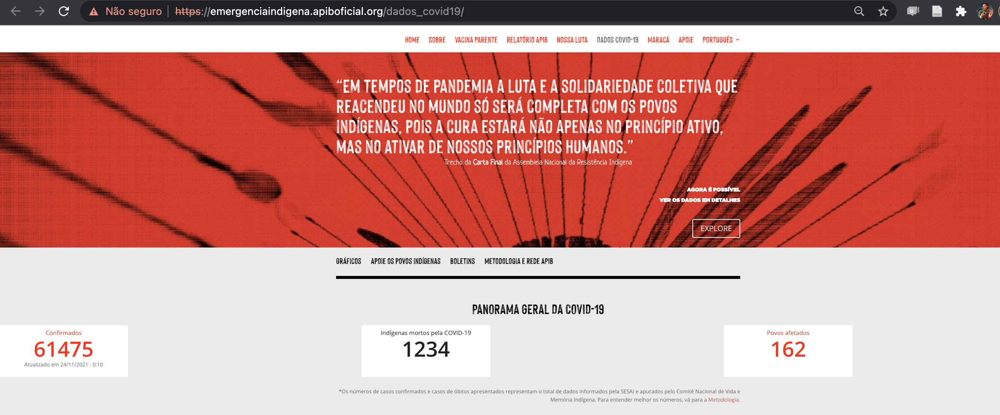 Não seguro https://emergenciaindigena.apiboficial.org/dados_covid19/
HOME SOBRE VACINA PARENTE RELATÓRIO APIB NOSSA LUTA DADOS COVID-19 MARACÁ APOIE PORTUGUÊS
“EM TEMPOS DE PANDEMIA A LUTA E A SOLIDARIEDADE COLETIVA QUE
REACENDEU NO MUNDO SÓ SERÁ COMPLETA COM OS POVOS
INDÍGENAS, POIS A CURA ESTARÁ NÃO APENAS NO PRINCÍPIO ATIVO,
MAS NO ATIVAR DE NOSSOS PRINCÍPIOS HUMANOS.”
Trecho da Carta Final da Assembleia Nacional da Resistência Indígena
AGORA É POSSÍVEL
VER OS DADOS EM DETALHES
EXPLORE
GRÁFICOS APOIE OS POVOS INDÍGENAS BOLETINS METODOLOGIA E REDE APIB
PANORAMA GERAL DA COVID-19
Confirmados
61475
Atualizado em 24/11/2021 - 0:10
Indígenas mortos pela COVID-19
1234
Povos afetados
162
*Os números de casos confirmados e casos de óbitos apresentados representam o total de dados informados pela SESAI e apurados pelo Comitê Nacional de Vida e
Memória Indígena. Para entender melhor os números, vá para a Metodologia.